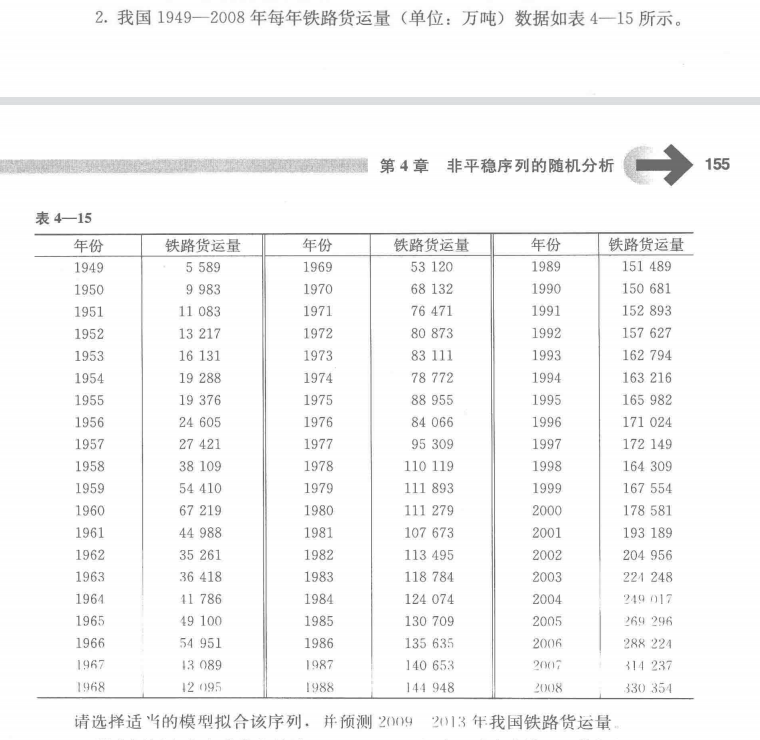 2. 我国 1949—2008 年每年铁路货运量（单位：万吨）数据如表 4—15 所示。
第 4 章 非平稳序列的随机分析 155
表 4—15
年份 铁路货运量 年份 铁路货运量 年份 铁路货运量
1949 5 589 1969 53 120 1989 151 489
1950 9 983 1970 68 132 1990 150 681
1951 11 083 1971 76 471 1991 152 893
1952 13 217 1972 80 873 1992 157 627
1953 16 131 1973 83 111 1993 162 794
1954 19 288 1974 78 772 1994 163 216
1955 19 376 1975 88 955 1995 165 982
1956 24 605 1976 84 066 1996 171 024
1957 27 421 1977 95 309 1997 172 149
1958 38 109 1978 110 119 1998 164 309
1959 54 410 1979 111 893 1999 167 554
1960 67 219 1980 111 279 2000 178 581
1961 44 988 1981 107 673 2001 193 189
1962 35 261 1982 113 495 2002 204 956
1963 36 418 1983 118 784 2003 224 248
1964 41 786 1984 124 074 2004 249 017
1965 49 100 1985 130 709 2005 269 296
1966 54 951 1986 135 635 2006 288 224
1967 43 089 1987 140 653 2007 314 237
1968 42 095 1988 144 948 2008 330 354
请选择适当的模型拟合该序列，并预测 2009—2013 年我国铁路货运量。